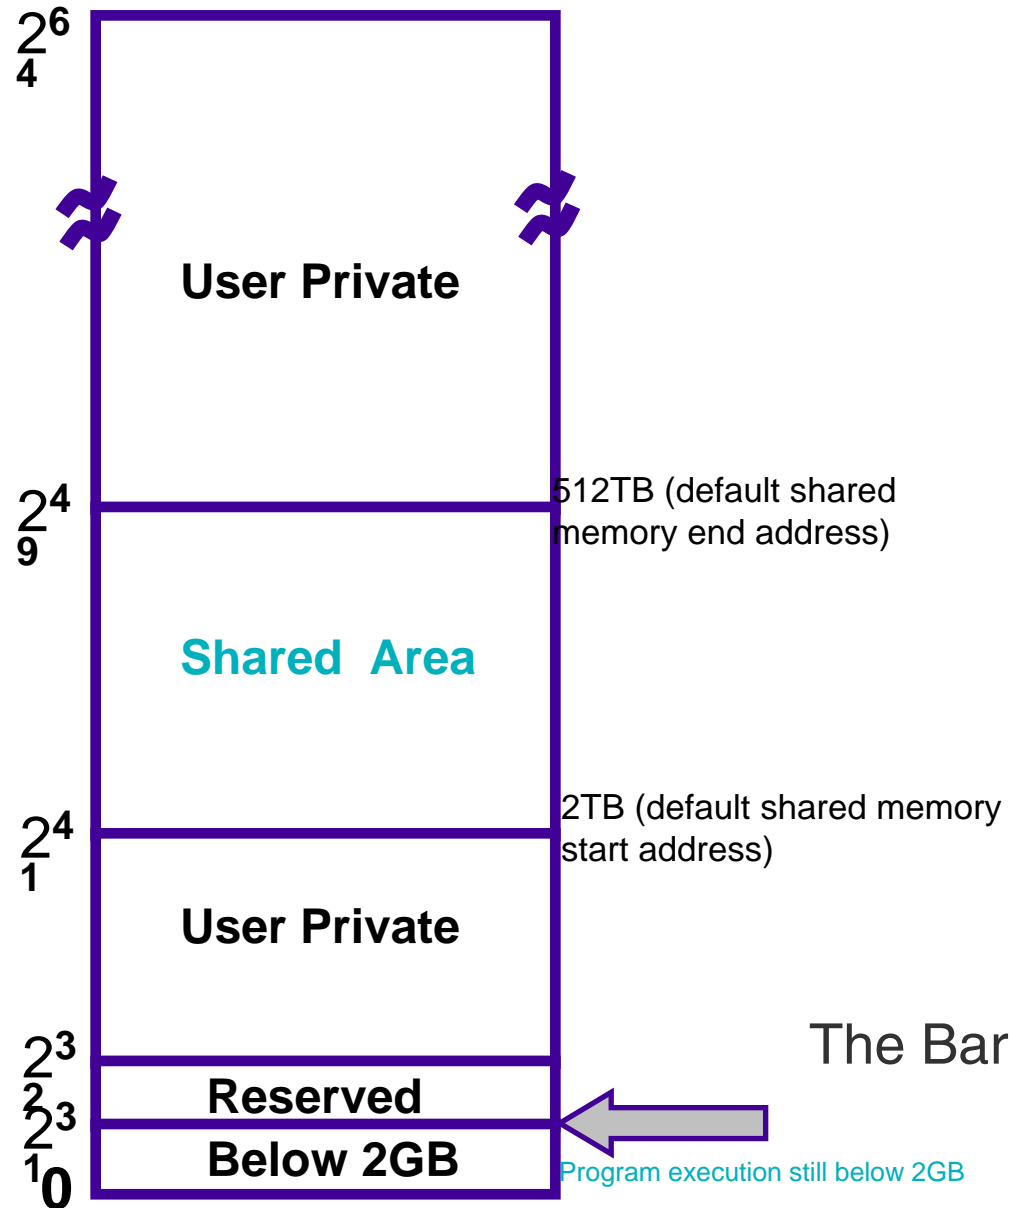 2⁶
4
User Private
2⁴
9
512TB (default shared
memory end address)
Shared Area
2⁴
1
2TB (default shared memory
start address)
User Private
The Bar
2³
2
Reserved
2³
1
Below 2GB
Program execution still below 2GB
0